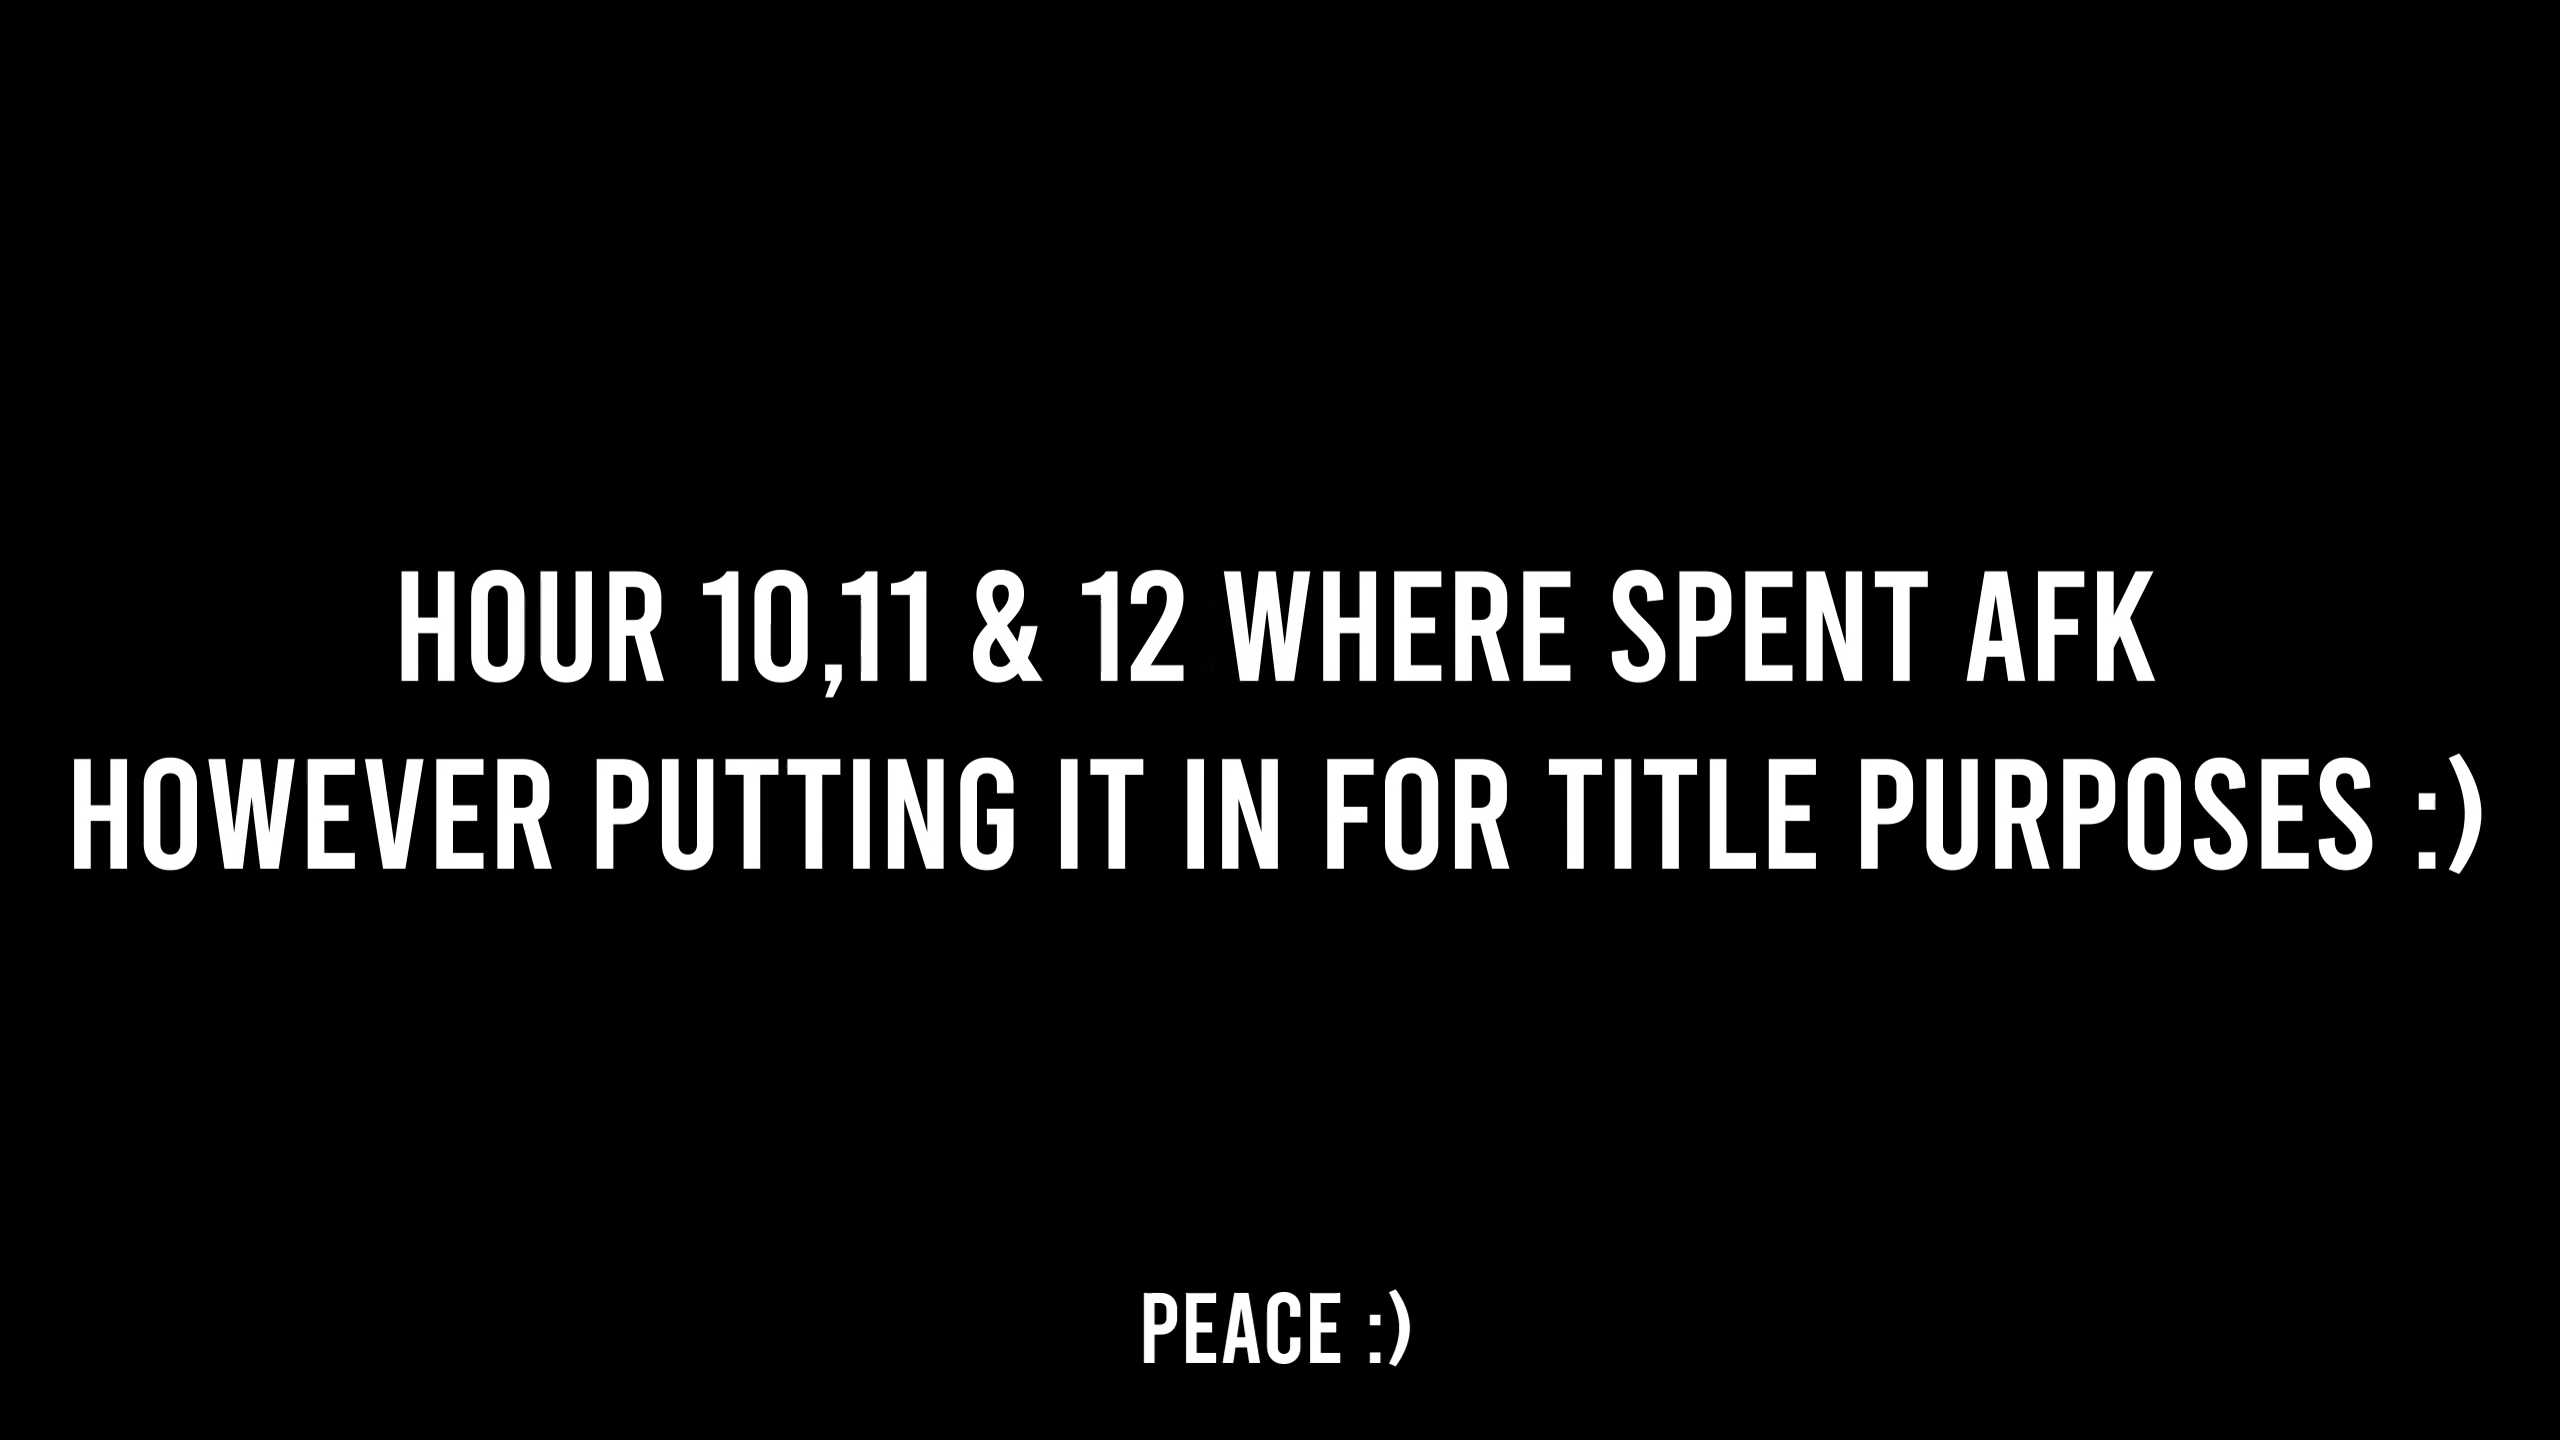 HOUR 10,11 & 12 WHERE SPENT AFK
HOWEVER PUTTING IT IN FOR TITLE PURPOSES :)
PEACE :)